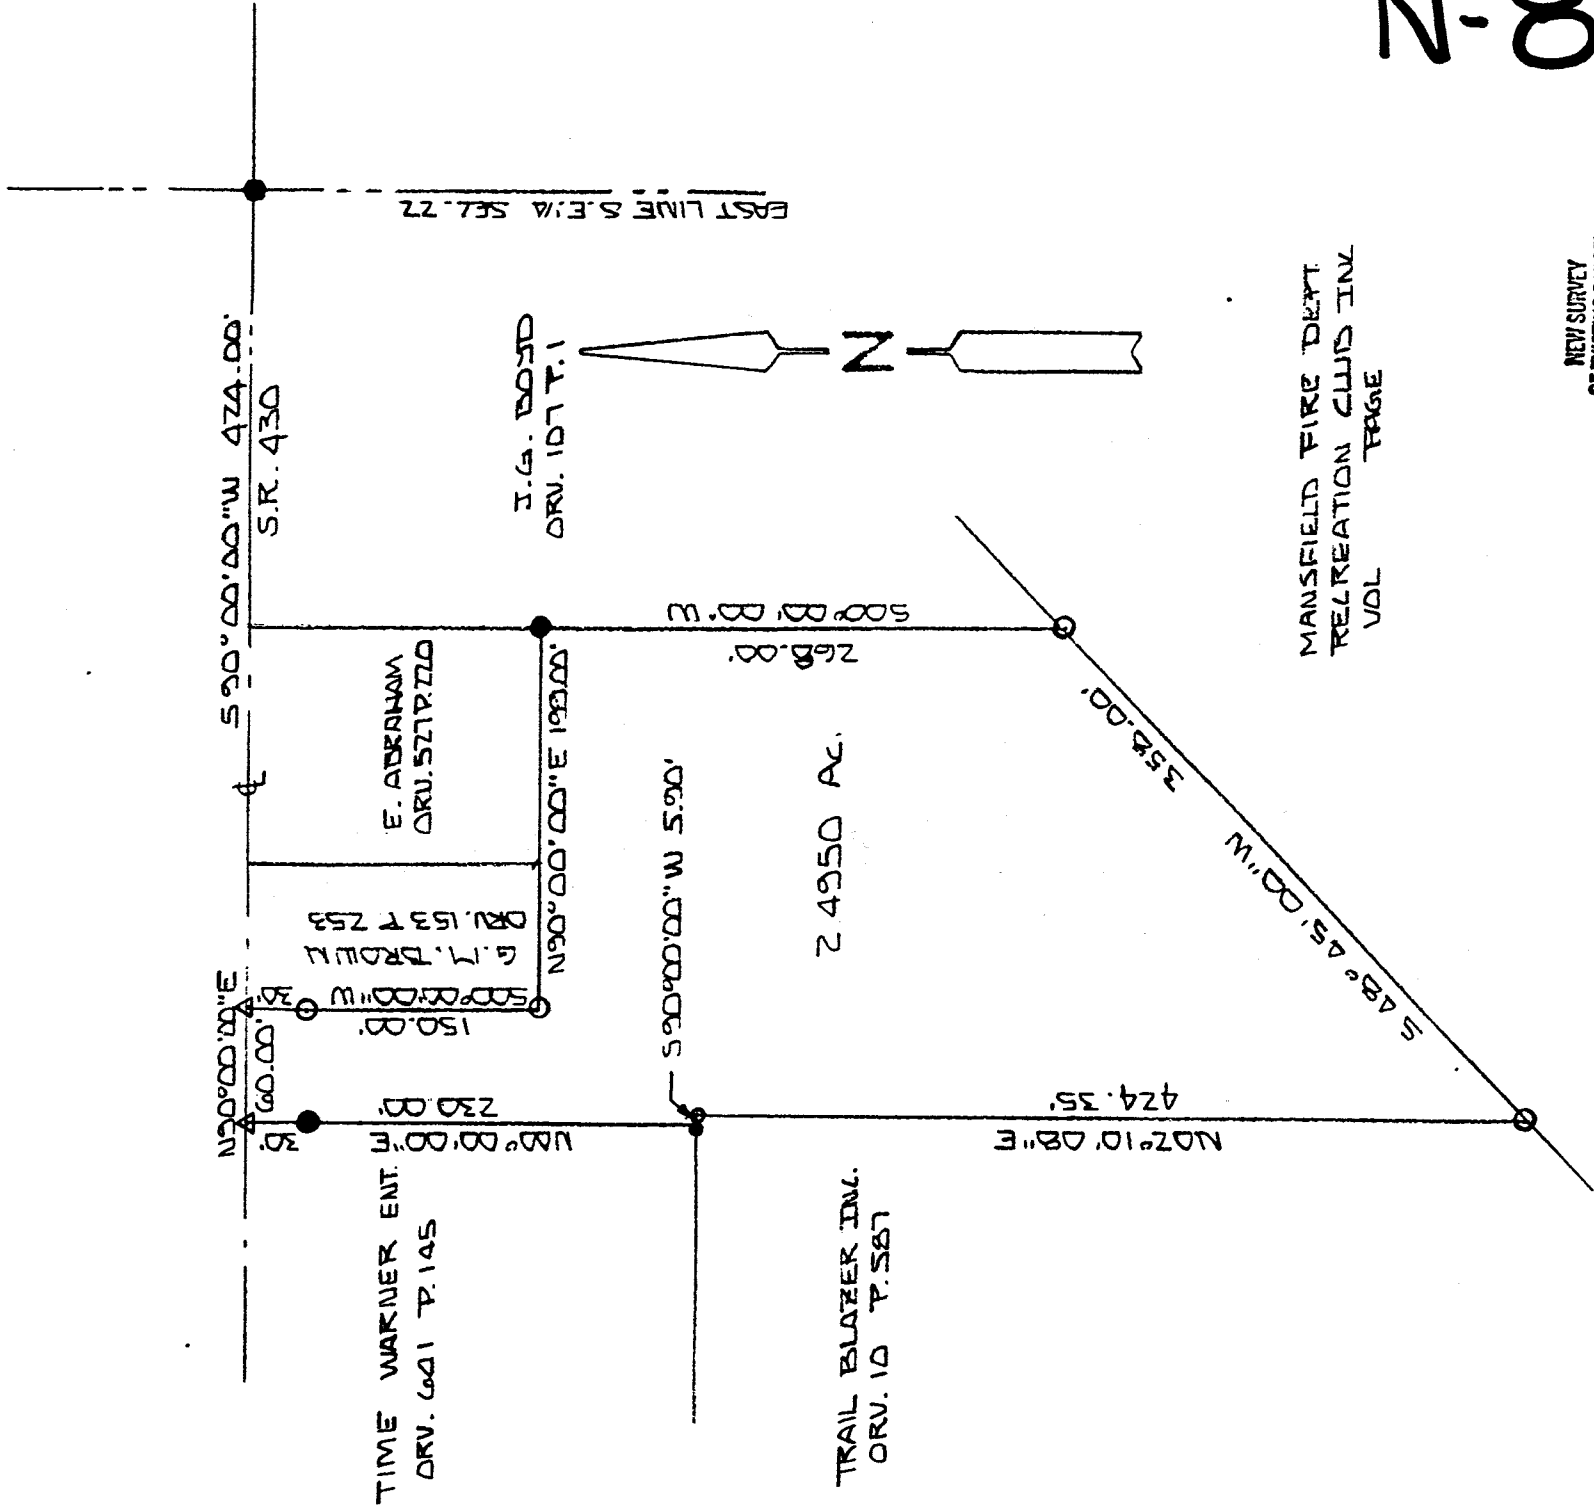 N-8
EAST LINE S.E.¼ SEC. 22
S 90°00'00"W 474.00'
S.R. 430
J.G. BOSD
ORV. 107 P. 1
N
MANSFIELD FIRE DEPT.
RECREATION CLUB INC
VOL PAGE
NEW SURVEY
E. ABRAHAM
ORV. 527 P. 220
S00°00'00"W
268.00'
N90°00'00"E 198.00'
G.M. BROWN
ORV. 153 P 253
S00°00'00"W
150.00'
30'
N90°00'00"E
60.00'
30'
N00°00'00"E
230.00'
S90°00'00"W 5.90'
2.4950 AC.
358.00'
S 48°45'00"W
424.35'
N02°10'08"E
TIME WARNER ENT.
ORV. 601 P. 145
TRAIL BLAZER INC.
ORV. 10 P. 587